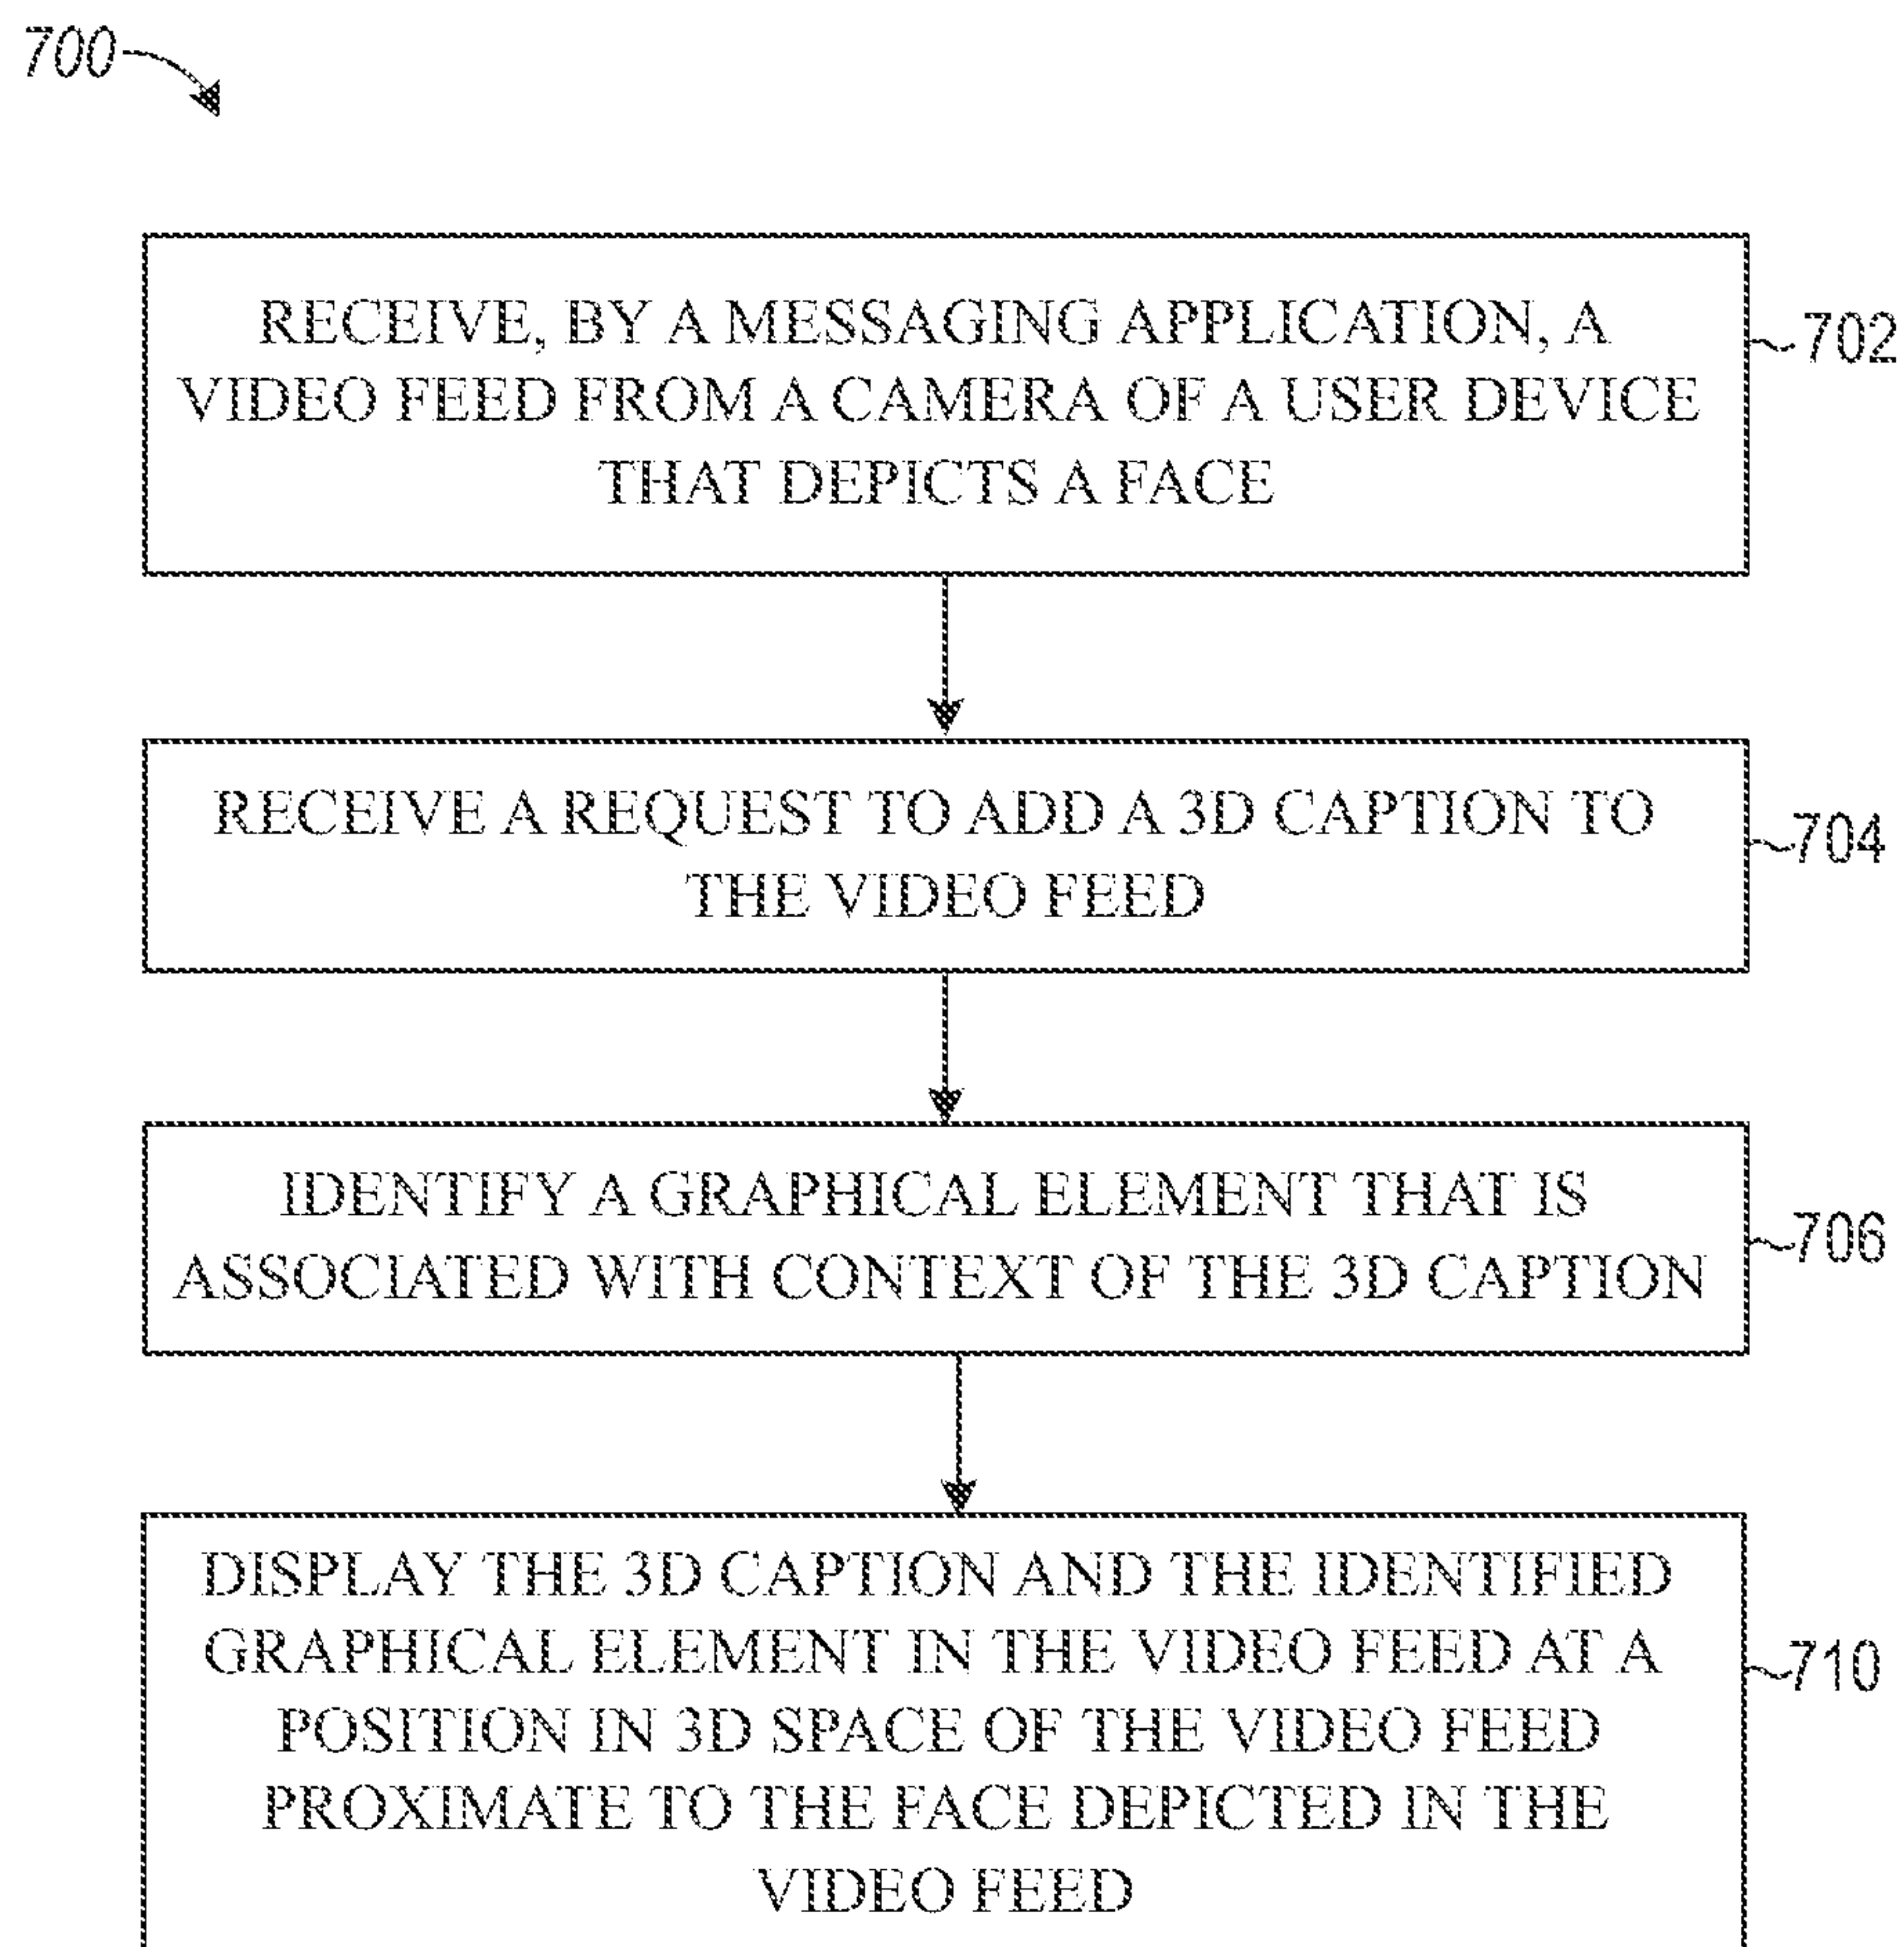 700
RECEIVE, BY A MESSAGING APPLICATION, A
VIDEO FEED FROM A CAMERA OF A USER DEVICE
THAT DEPICTS A FACE
702
RECEIVE A REQUEST TO ADD A 3D CAPTION TO
THE VIDEO FEED
704
IDENTIFY A GRAPHICAL ELEMENT THAT IS
ASSOCIATED WITH CONTEXT OF THE 3D CAPTION
706
DISPLAY THE 3D CAPTION AND THE IDENTIFIED
GRAPHICAL ELEMENT IN THE VIDEO FEED AT A
POSITION IN 3D SPACE OF THE VIDEO FEED
PROXIMATE TO THE FACE DEPICTED IN THE
VIDEO FEED
710